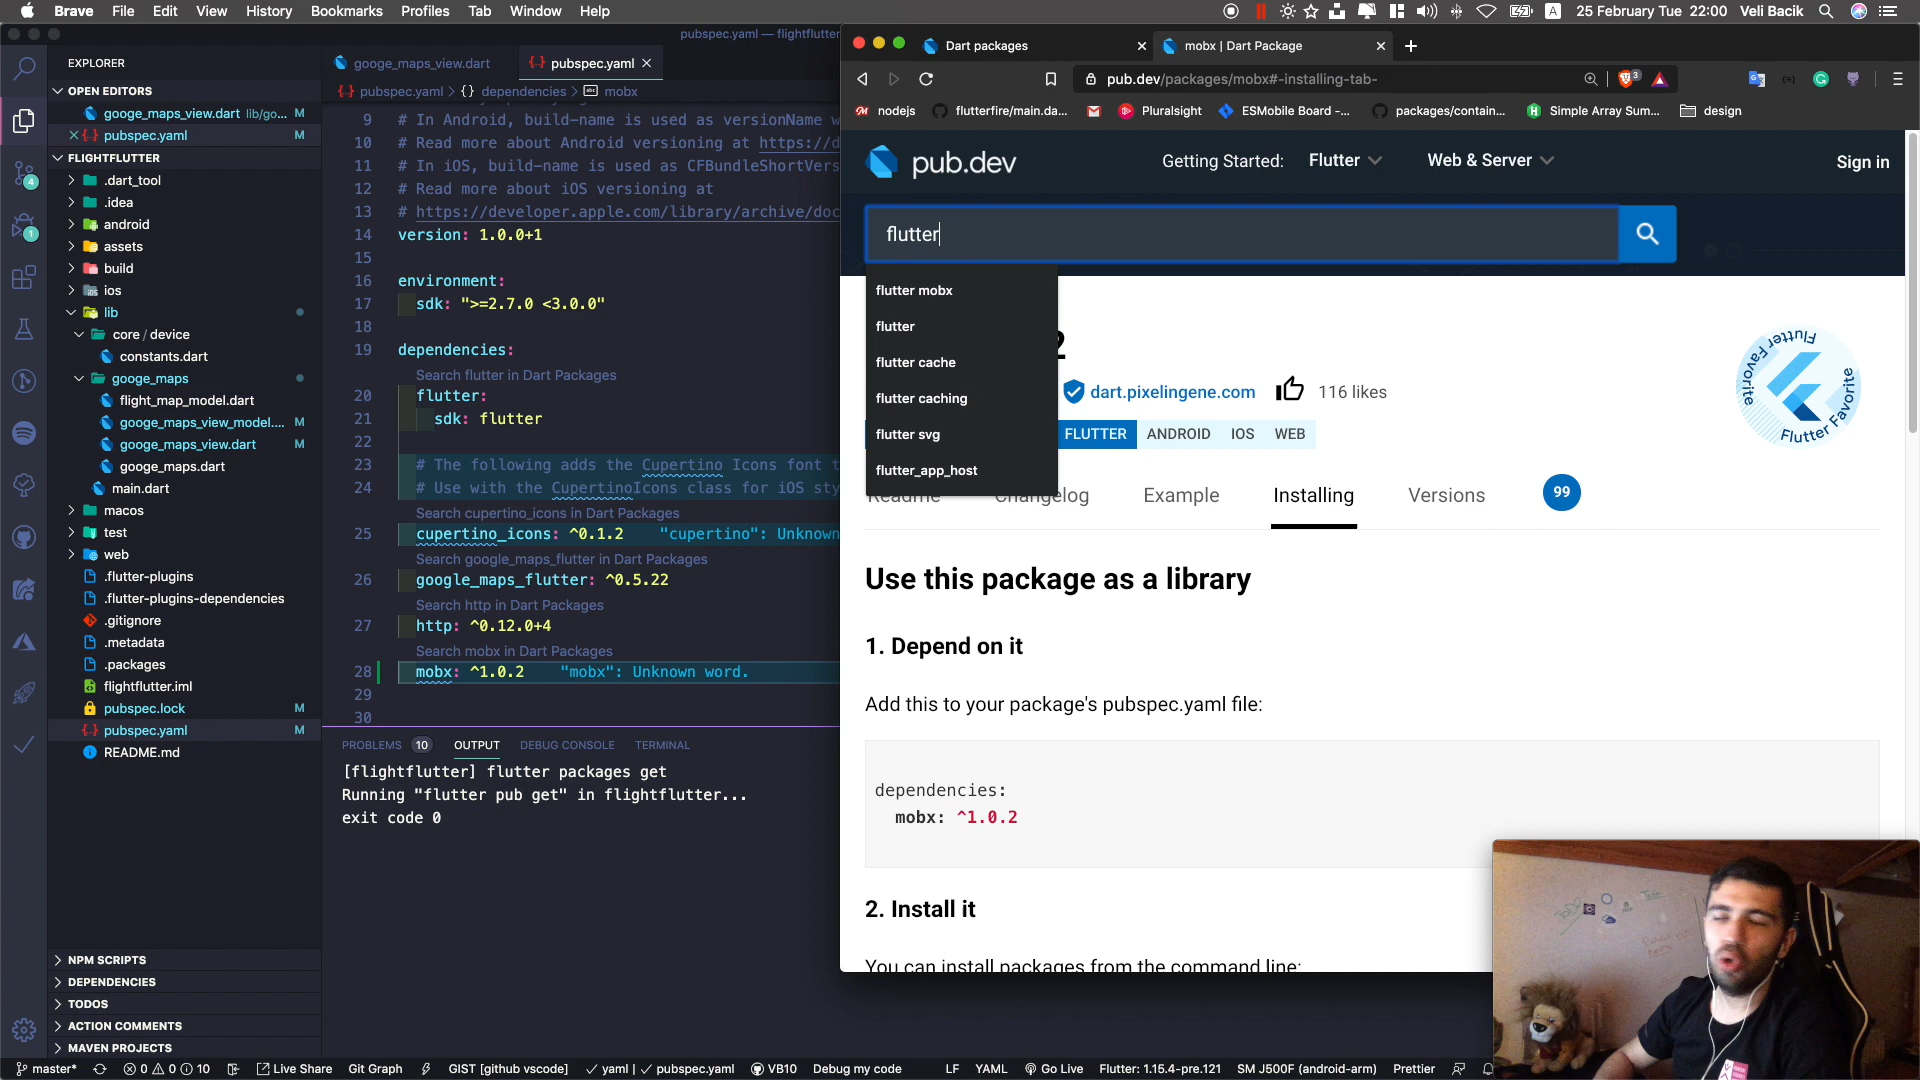 Brave File Edit View History Bookmarks Profiles Tab Window Help
25 February Tue 22:00 Veli Bacik
pubspec.yaml — flightflutter
EXPLORER
OPEN EDITORS
googe_maps_view.dart lib/go... M
pubspec.yaml M
FLIGHTFLUTTER
.dart_tool
.idea
android
assets
build
ios
lib
core / device
constants.dart
googe_maps
flight_map_model.dart
googe_maps_view_model.... M
googe_maps_view.dart M
googe_maps.dart
main.dart
macos
test
web
.flutter-plugins
.flutter-plugins-dependencies
.gitignore
.metadata
.packages
flightflutter.iml
pubspec.lock M
pubspec.yaml M
README.md
NPM SCRIPTS
DEPENDENCIES
TODOS
ACTION COMMENTS
MAVEN PROJECTS
4
1
googe_maps_view.dart
pubspec.yaml
pubspec.yaml > {} dependencies > mobx
9 # In Android, build-name is used as versionName w
10 # Read more about Android versioning at https://d
11 # In iOS, build-name is used as CFBundleShortVers
12 # Read more about iOS versioning at
13 # https://developer.apple.com/library/archive/doc
14 version: 1.0.0+1
15
16 environment:
17 sdk: ">=2.7.0 <3.0.0"
18
19 dependencies:
Search flutter in Dart Packages
20 flutter:
21 sdk: flutter
22
23 # The following adds the Cupertino Icons font t
24 # Use with the CupertinoIcons class for iOS sty
Search cupertino_icons in Dart Packages
25 cupertino_icons: ^0.1.2 "cupertino": Unknown
Search google_maps_flutter in Dart Packages
26 google_maps_flutter: ^0.5.22
Search http in Dart Packages
27 http: ^0.12.0+4
Search mobx in Dart Packages
28 mobx: ^1.0.2 "mobx": Unknown word.
29
30
PROBLEMS 10 OUTPUT DEBUG CONSOLE TERMINAL
[flightflutter] flutter packages get
Running "flutter pub get" in flightflutter...
exit code 0
Dart packages
mobx | Dart Package
pub.dev/packages/mobx#-installing-tab-
3
nodejs flutterfire/main.da... Pluralsight ESMobile Board -... packages/contain... Simple Array Sum... design
pub.dev
Getting Started: Flutter Web & Server Sign in
flutter
flutter mobx
flutter
flutter cache
flutter caching
flutter svg
flutter_app_host
2
dart.pixelingene.com 116 likes
FLUTTER ANDROID IOS WEB
Flutter Favorite
Flutter Favorite
Readme Changelog Example Installing Versions 99
Use this package as a library
1. Depend on it
Add this to your package's pubspec.yaml file:
dependencies:
mobx: ^1.0.2
2. Install it
You can install packages from the command line:
master* 0 0 10 Live Share Git Graph GIST [github vscode] yaml | pubspec.yaml VB10 Debug my code LF YAML Go Live Flutter: 1.15.4-pre.121 SM J500F (android-arm) Prettier